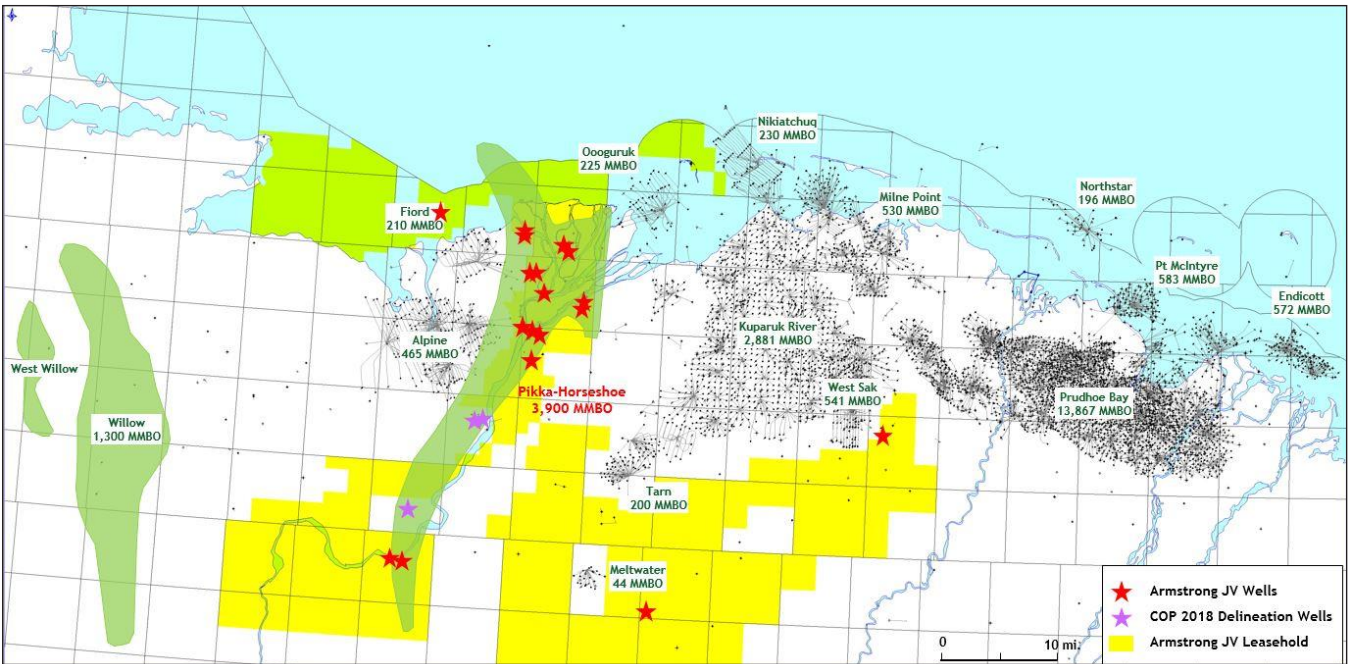 Nikiatchuq
230 MMBO
Oooguruk
225 MMBO
Northstar
196 MMBO
Milne Point
530 MMBO
Fiord
210 MMBO
Pt McIntyre
583 MMBO
Endicott
572 MMBO
Kuparuk River
2,881 MMBO
Alpine
465 MMBO
West Willow
Pikka-Horseshoe
3,900 MMBO
West Sak
541 MMBO
Prudhoe Bay
13,867 MMBO
Willow
1,300 MMBO
Tarn
200 MMBO
Meltwater
44 MMBO
Armstrong JV Wells
COP 2018 Delineation Wells
Armstrong JV Leasehold
0 10 mi.